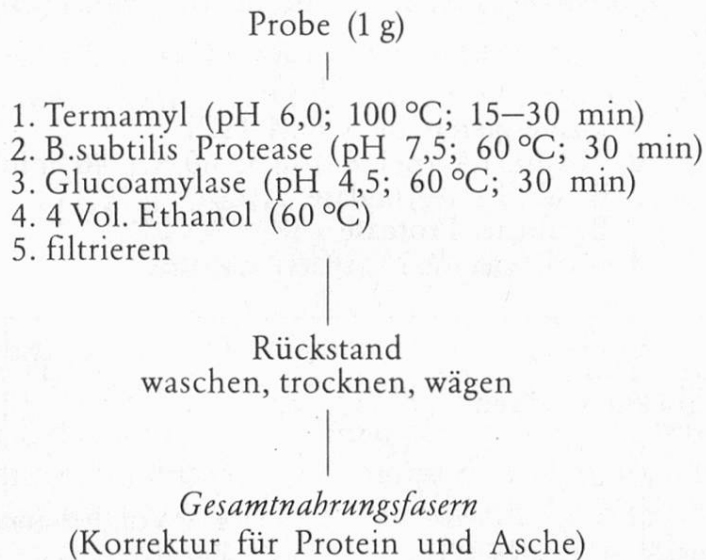 Probe (1 g)
1. Termamyl (pH 6,0; 100 °C; 15–30 min)
2. B.subtilis Protease (pH 7,5; 60 °C; 30 min)
3. Glucoamylase (pH 4,5; 60 °C; 30 min)
4. 4 Vol. Ethanol (60 °C)
5. filtrieren
Rückstand
waschen, trocknen, wägen
Gesamtnahrungsfasern
(Korrektur für Protein und Asche)